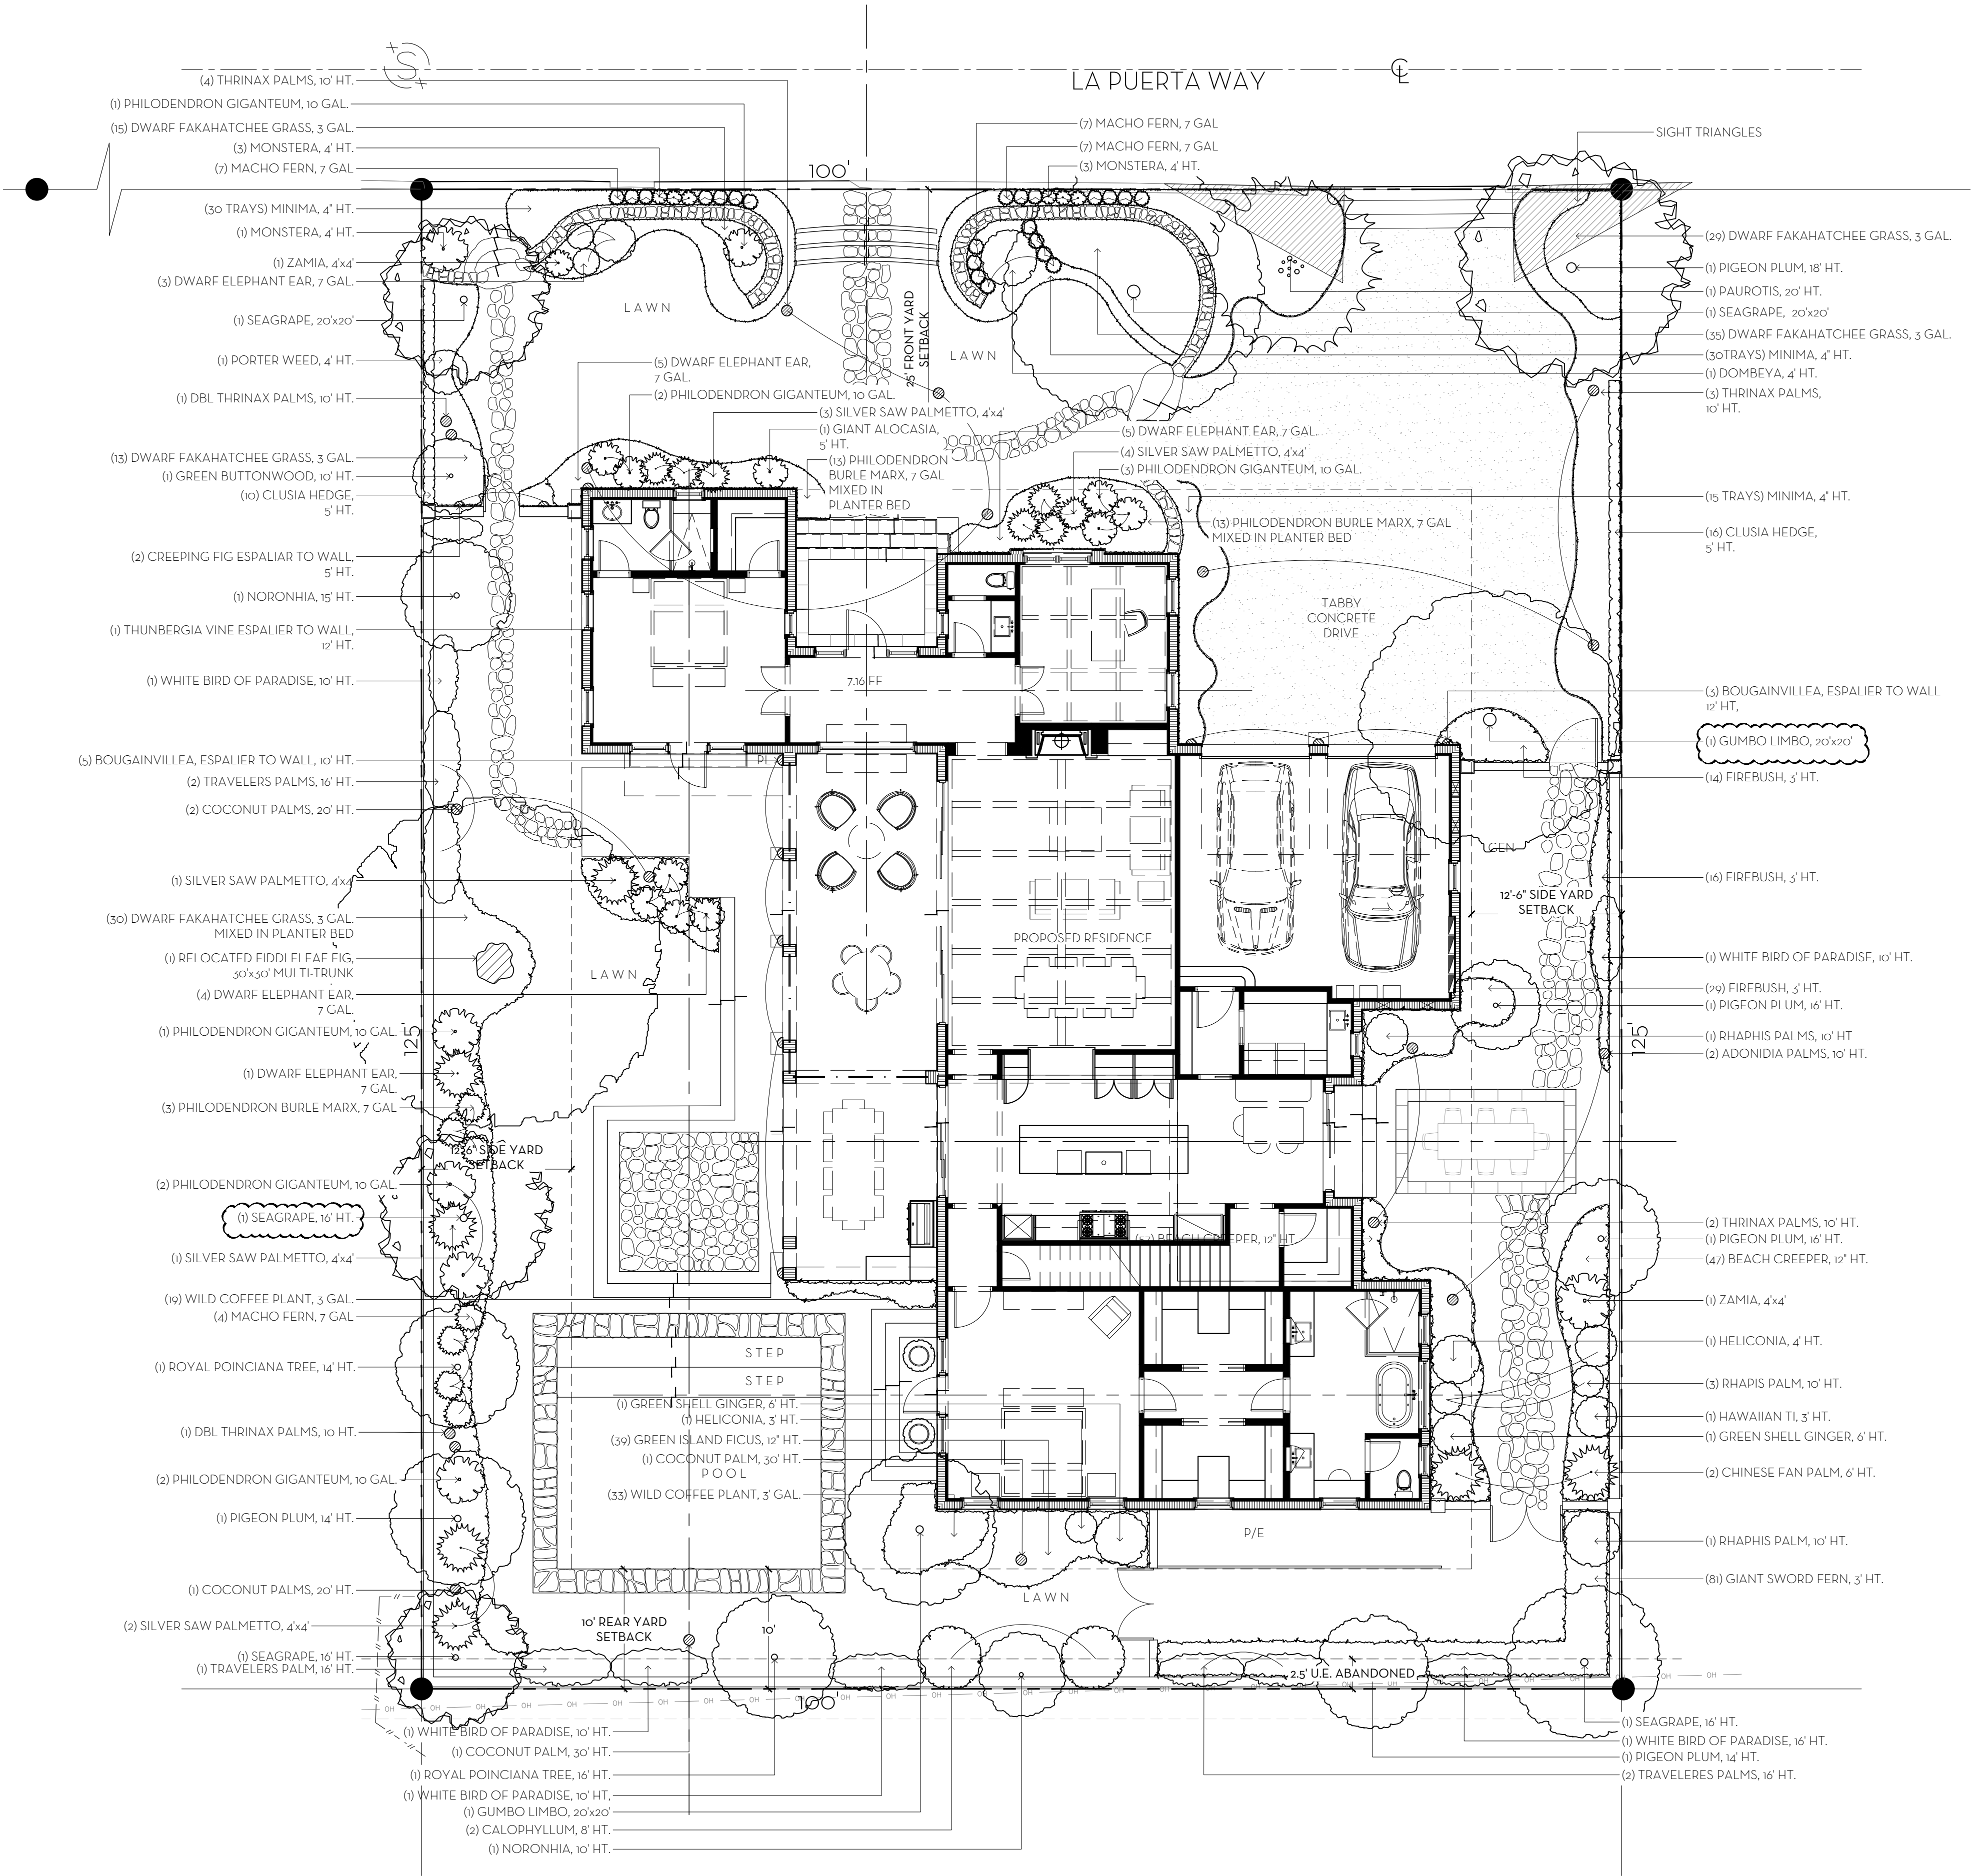 LA PUERTA WAY
(4) THRINAX PALMS, 10' HT.
(1) PHILODENDRON GIGANTEUM, 10 GAL.
(15) DWARF FAKAHATCHEE GRASS, 3 GAL.
(3) MONSTERA, 4' HT.
(7) MACHO FERN, 7 GAL
(30 TRAYS) MINIMA, 4" HT.
(1) MONSTERA, 4' HT.
(1) ZAMIA, 4'x4'
(3) DWARF ELEPHANT EAR, 7 GAL.
(1) SEAGRAPE, 20'x20'
(1) PORTER WEED, 4' HT.
(1) DBL THRINAX PALMS, 10' HT.
(13) DWARF FAKAHATCHEE GRASS, 3 GAL.
(1) GREEN BUTTONWOOD, 10' HT.
(10) CLUSIA HEDGE,
5' HT.
(2) CREEPING FIG ESPALIAR TO WALL,
5' HT.
(1) NORONHIA, 15' HT.
(1) THUNBERGIA VINE ESPALIER TO WALL,
12' HT.
(1) WHITE BIRD OF PARADISE, 10' HT.
(5) BOUGAINVILLEA, ESPALIER TO WALL, 10' HT.
(2) TRAVELERS PALMS, 16' HT.
(2) COCONUT PALMS, 20' HT.
(1) SILVER SAW PALMETTO, 4'x4'
(30) DWARF FAKAHATCHEE GRASS, 3 GAL.
MIXED IN PLANTER BED
(1) RELOCATED FIDDLELEAF FIG,
30'x30' MULTI-TRUNK
(4) DWARF ELEPHANT EAR,
7 GAL.
(1) PHILODENDRON GIGANTEUM, 10 GAL.
(1) DWARF ELEPHANT EAR,
7 GAL.
(3) PHILODENDRON BURLE MARX, 7 GAL
(2) PHILODENDRON GIGANTEUM, 10 GAL.
(1) SEAGRAPE, 16' HT.
(1) SILVER SAW PALMETTO, 4'x4'
(19) WILD COFFEE PLANT, 3 GAL.
(4) MACHO FERN, 7 GAL
(1) ROYAL POINCIANA TREE, 14' HT.
(1) DBL THRINAX PALMS, 10 HT.
(2) PHILODENDRON GIGANTEUM, 10 GAL.
(1) PIGEON PLUM, 14' HT.
(1) COCONUT PALMS, 20' HT.
(2) SILVER SAW PALMETTO, 4'x4'
(1) SEAGRAPE, 16' HT.
(1) TRAVELERS PALM, 16' HT.
(7) MACHO FERN, 7 GAL
(7) MACHO FERN, 7 GAL
(3) MONSTERA, 4' HT.
SIGHT TRIANGLES
100'
LAWN
25' FRONT YARD
SETBACK
LAWN
(5) DWARF ELEPHANT EAR,
7 GAL.
(2) PHILODENDRON GIGANTEUM, 10 GAL.
(3) SILVER SAW PALMETTO, 4'x4'
(1) GIANT ALOCASIA,
5' HT.
(13) PHILODENDRON
BURLE MARX, 7 GAL
MIXED IN
PLANTER BED
(5) DWARF ELEPHANT EAR, 7 GAL.
(4) SILVER SAW PALMETTO, 4'x4'
(3) PHILODENDRON GIGANTEUM, 10 GAL.
(13) PHILODENDRON BURLE MARX, 7 GAL
MIXED IN PLANTER BED
TABBY
CONCRETE
DRIVE
7.16 FF
GEN
12'-6" SIDE YARD
SETBACK
PROPOSED RESIDENCE
LAWN
125'
125'
12'-6" SIDE YARD
SETBACK
(57) BEACH CREEPER, 12" HT.
STEP
STEP
(1) GREEN SHELL GINGER, 6' HT.
(1) HELICONIA, 3' HT.
(39) GREEN ISLAND FICUS, 12" HT.
(1) COCONUT PALM, 30' HT.
POOL
(33) WILD COFFEE PLANT, 3' GAL.
P/E
LAWN
10' REAR YARD
SETBACK
10'
2.5' U.E. ABANDONED
OH OH OH OH OH OH OH OH OH OH
100'
(29) DWARF FAKAHATCHEE GRASS, 3 GAL.
(1) PIGEON PLUM, 18' HT.
(1) PAUROTIS, 20' HT.
(1) SEAGRAPE, 20'x20'
(35) DWARF FAKAHATCHEE GRASS, 3 GAL.
(30TRAYS) MINIMA, 4" HT.
(1) DOMBEYA, 4' HT.
(3) THRINAX PALMS,
10' HT.
(15 TRAYS) MINIMA, 4" HT.
(16) CLUSIA HEDGE,
5' HT.
(3) BOUGAINVILLEA, ESPALIER TO WALL
12' HT,
(1) GUMBO LIMBO, 20'x20'
(14) FIREBUSH, 3' HT.
(16) FIREBUSH, 3' HT.
(1) WHITE BIRD OF PARADISE, 10' HT.
(29) FIREBUSH, 3' HT.
(1) PIGEON PLUM, 16' HT.
(1) RHAPHIS PALMS, 10' HT
(2) ADONIDIA PALMS, 10' HT.
(2) THRINAX PALMS, 10' HT.
(1) PIGEON PLUM, 16' HT.
(47) BEACH CREEPER, 12" HT.
(1) ZAMIA, 4'x4'
(1) HELICONIA, 4' HT.
(3) RHAPIS PALM, 10' HT.
(1) HAWAIIAN TI, 3' HT.
(1) GREEN SHELL GINGER, 6' HT.
(2) CHINESE FAN PALM, 6' HT.
(1) RHAPHIS PALM, 10' HT.
(81) GIANT SWORD FERN, 3' HT.
(1) SEAGRAPE, 16' HT.
(1) WHITE BIRD OF PARADISE, 16' HT.
(1) PIGEON PLUM, 14' HT.
(2) TRAVELERES PALMS, 16' HT.
(1) WHITE BIRD OF PARADISE, 10' HT.
(1) COCONUT PALM, 30' HT.
(1) ROYAL POINCIANA TREE, 16' HT.
(1) WHITE BIRD OF PARADISE, 10' HT,
(1) GUMBO LIMBO, 20'x20'
(2) CALOPHYLLUM, 8' HT.
(1) NORONHIA, 10' HT.